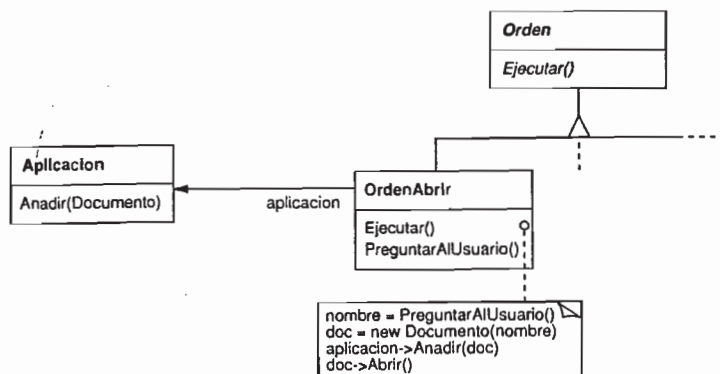 Orden
Ejecutar()
Aplicacion
Anadir(Documento)
aplicacion
OrdenAbrir
Ejecutar()
PreguntarAlUsuario()
nombre = PreguntarAlUsuario()
doc = new Documento(nombre)
aplicacion->Anadir(doc)
doc->Abrir()